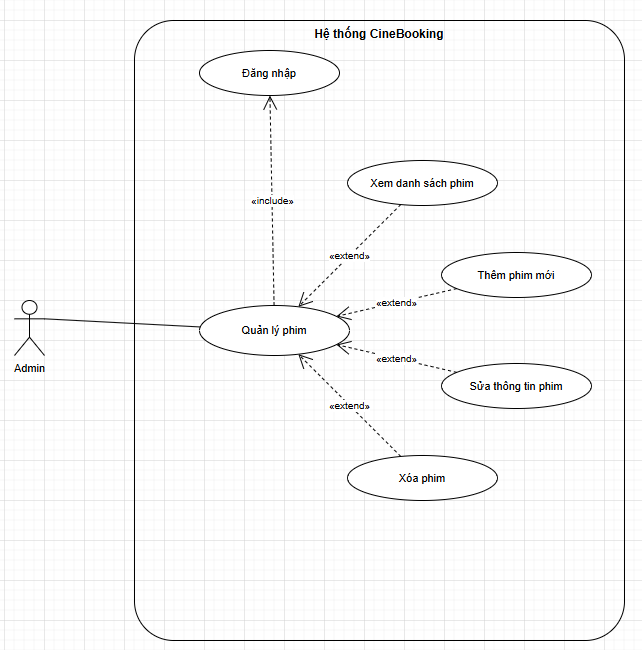 Hệ thống CineBooking
Đăng nhập
«include»
Xem danh sách phim
«extend»
Thêm phim mới
«extend»
Quản lý phim
Admin
«extend»
Sửa thông tin phim
«extend»
Xóa phim